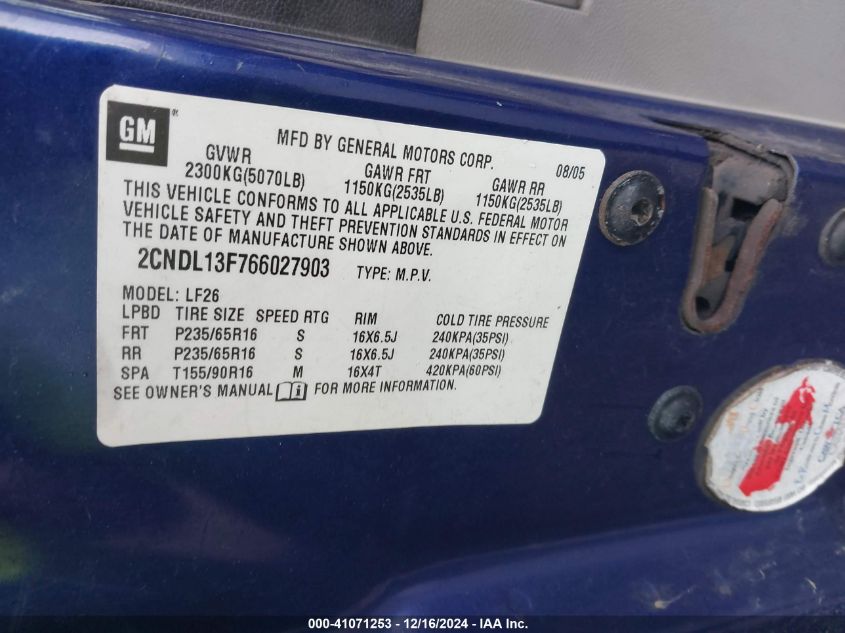 GM
MFD BY GENERAL MOTORS CORP. 08/05
GVWR GAWR FRT GAWR RR
2300KG(5070LB) 1150KG(2535LB) 1150KG(2535LB)
THIS VEHICLE CONFORMS TO ALL APPLICABLE U.S. FEDERAL MOTOR
VEHICLE SAFETY AND THEFT PREVENTION STANDARDS IN EFFECT ON
THE DATE OF MANUFACTURE SHOWN ABOVE.
2CNDL13F766027903 TYPE: M.P.V.
MODEL: LF26
LPBD TIRE SIZE SPEED RTG RIM COLD TIRE PRESSURE
FRT P235/65R16 S 16X6.5J 240KPA(35PSI)
RR P235/65R16 S 16X6.5J 240KPA(35PSI)
SPA T155/90R16 M 16X4T 420KPA(60PSI)
SEE OWNER'S MANUAL FOR MORE INFORMATION.
000-41071253 - 12/16/2024 - IAA Inc.